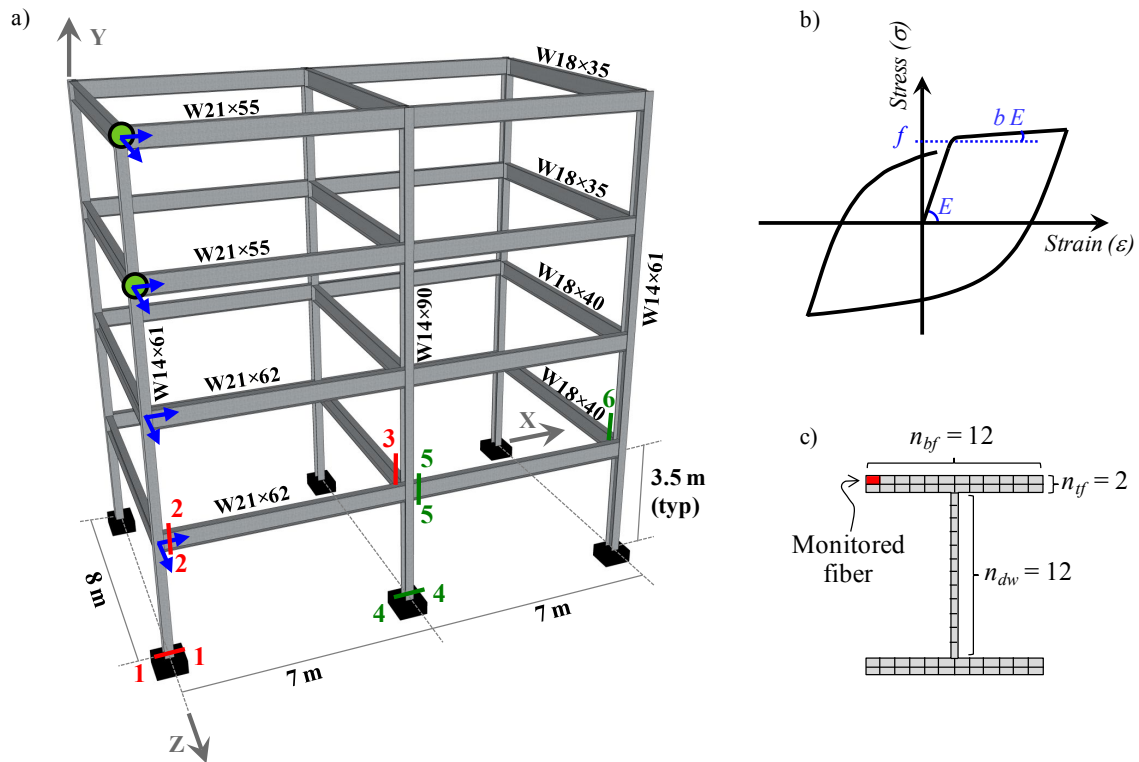 a)
Y
W18×35
W21×55
W18×35
W21×55
W14×61
W14×90
W18×40
W14×61
W21×62
W18×40
6
X
3
5
5
3.5 m
(typ)
W21×62
2
2
8 m
4
4
7 m
1
1
7 m
Z
b)
Stress (σ)
b E
f
E
Strain (ε)
c)
n_bf = 12
n_tf = 2
Monitored
fiber
n_dw = 12